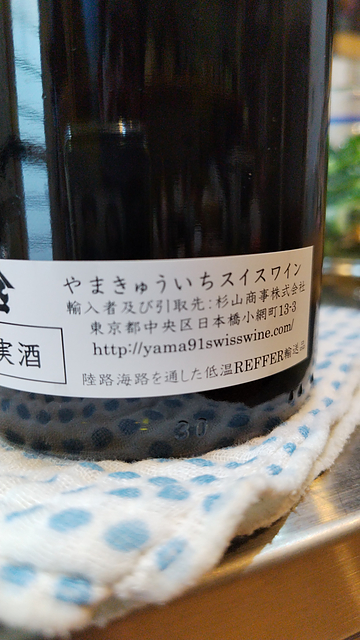 やまきゅういちスイスワイン
輸入者及び引取先:杉山商事株式会社
東京都中央区日本橋小網町13-3
http://yama91swisswine.com/
実酒
陸路海路を通した低温REFFER輸送品
30